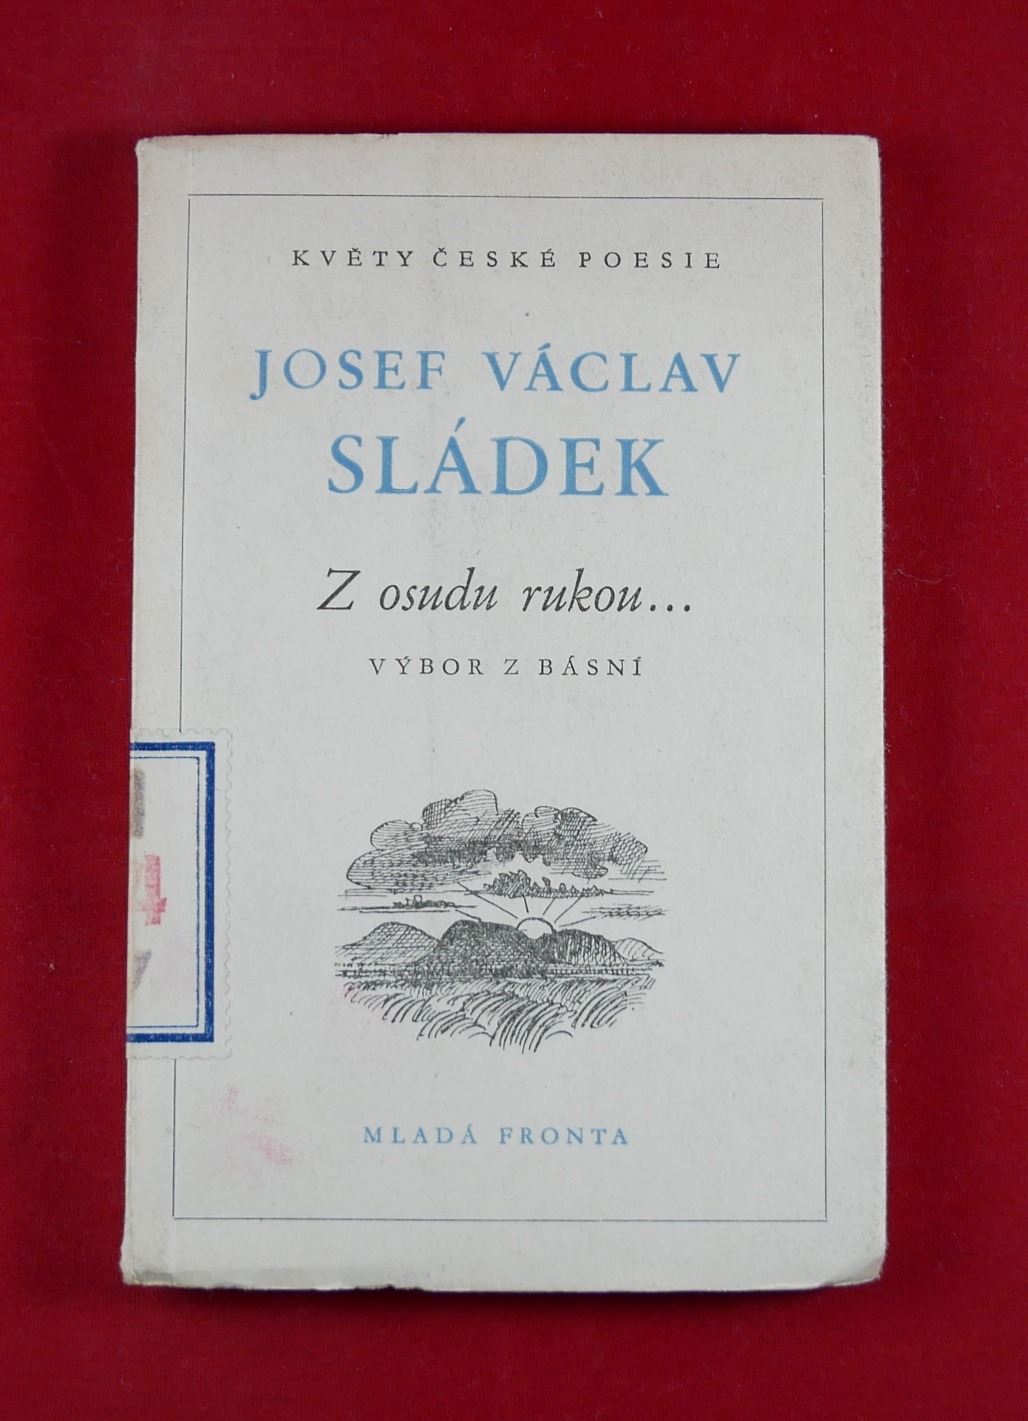 KVĚTY ČESKÉ POESIE
JOSEF VÁCLAV
SLÁDEK
Z osudu rukou...
VÝBOR Z BÁSNÍ
MLADÁ FRONTA